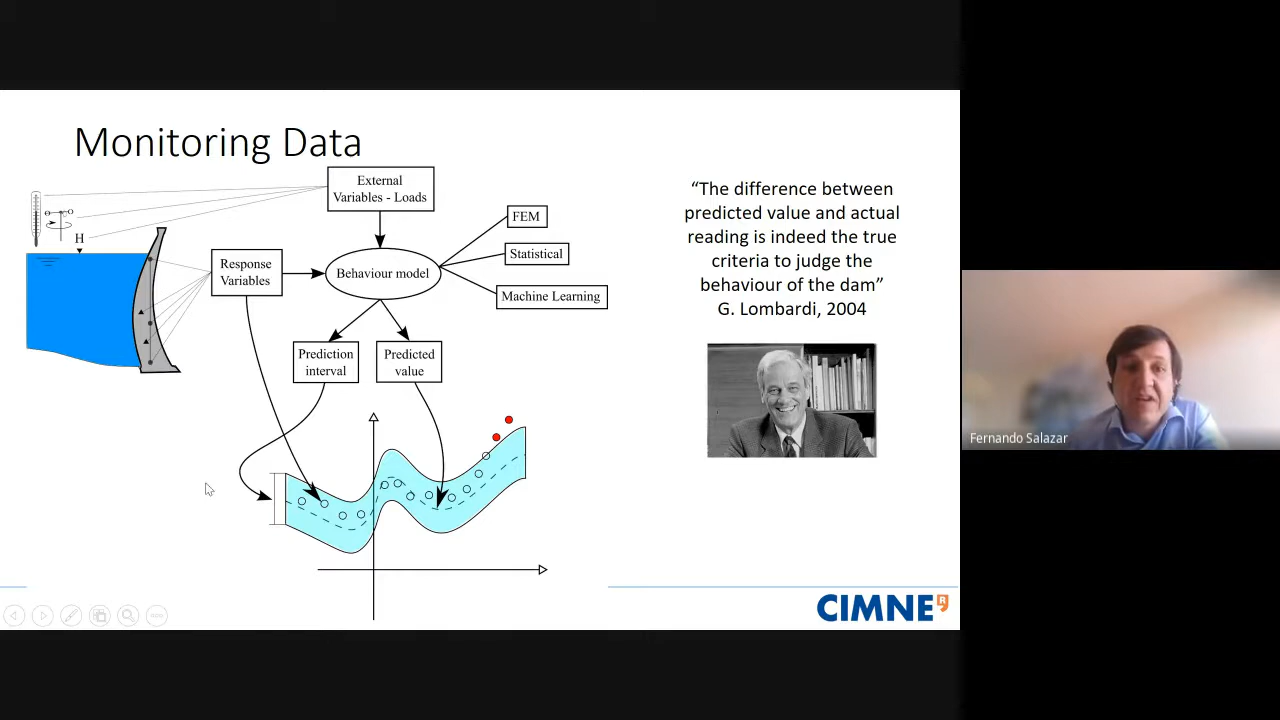 Monitoring Data
External
Variables - Loads
H
Response
Variables
Behaviour model
FEM
Statistical
Machine Learning
Prediction
interval
Predicted
value
“The difference between
predicted value and actual
reading is indeed the true
criteria to judge the
behaviour of the dam”
G. Lombardi, 2004
Fernando Salazar
CIMNE R